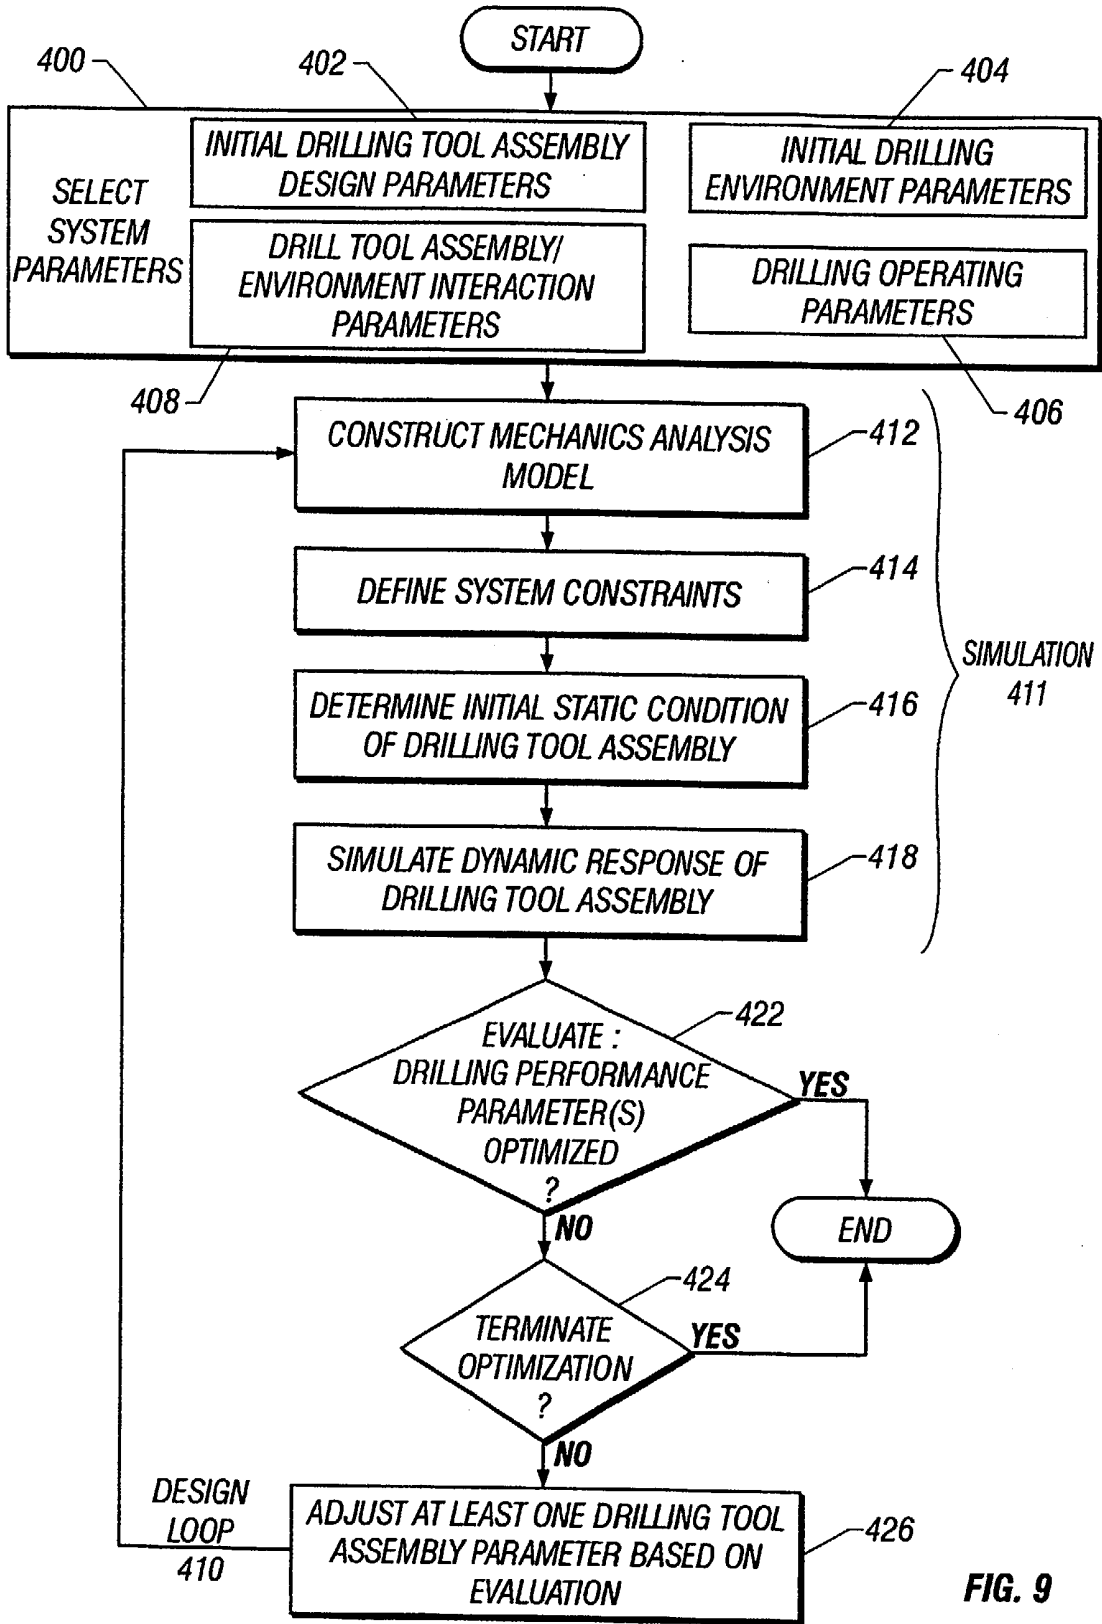 START
400
402
404
SELECT
SYSTEM
PARAMETERS
INITIAL DRILLING TOOL ASSEMBLY
DESIGN PARAMETERS
INITIAL DRILLING
ENVIRONMENT PARAMETERS
DRILL TOOL ASSEMBLY/
ENVIRONMENT INTERACTION
PARAMETERS
DRILLING OPERATING
PARAMETERS
408
406
CONSTRUCT MECHANICS ANALYSIS
MODEL
412
DEFINE SYSTEM CONSTRAINTS
414
DETERMINE INITIAL STATIC CONDITION
OF DRILLING TOOL ASSEMBLY
416
SIMULATION
411
SIMULATE DYNAMIC RESPONSE OF
DRILLING TOOL ASSEMBLY
418
EVALUATE :
DRILLING PERFORMANCE
PARAMETER(S)
OPTIMIZED
?
422
YES
NO
END
TERMINATE
OPTIMIZATION
?
424
YES
NO
DESIGN
LOOP
410
ADJUST AT LEAST ONE DRILLING TOOL
ASSEMBLY PARAMETER BASED ON
EVALUATION
426
FIG. 9